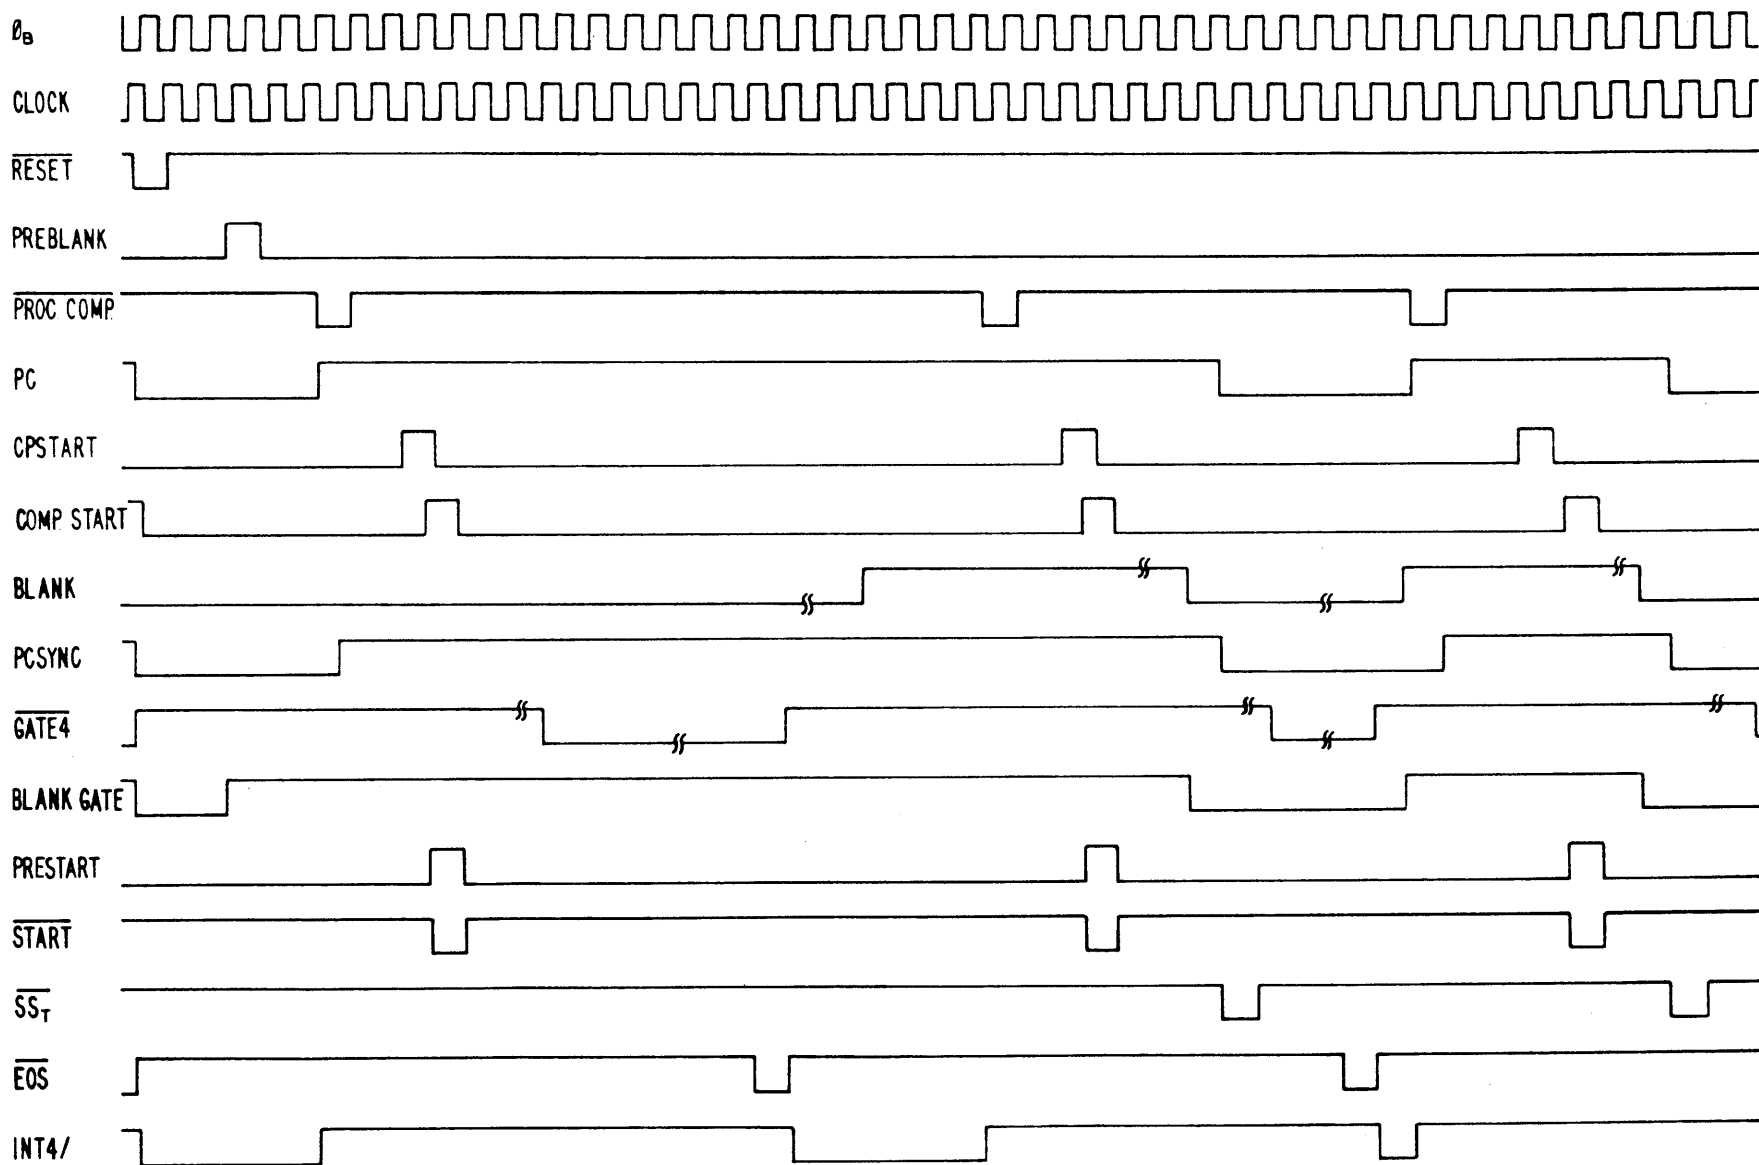 ØB
CLOCK
RESET
PREBLANK
PROC COMP.
PC
CPSTART
COMP. START
BLANK
PCSYNC
GATE4
BLANK GATE
PRESTART
START
SST
EOS
INT4/